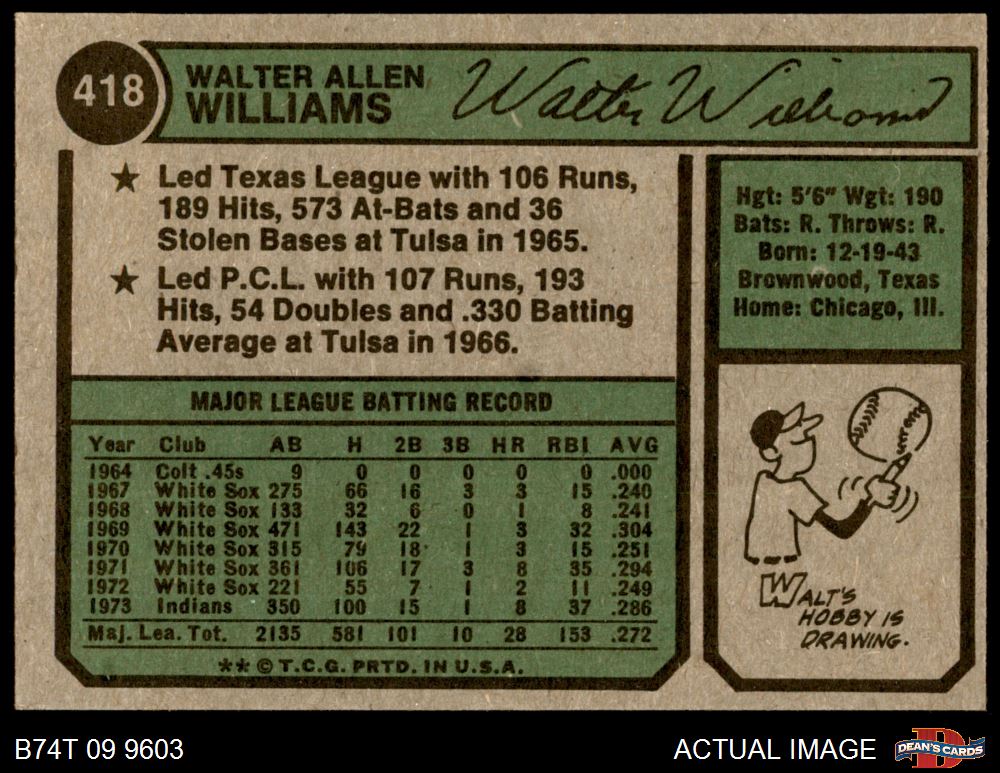 418
WALTER ALLEN
WILLIAMS
Walter Williams
★ Led Texas League with 106 Runs,
189 Hits, 573 At-Bats and 36
Stolen Bases at Tulsa in 1965.
★ Led P.C.L. with 107 Runs, 193
Hits, 54 Doubles and .330 Batting
Average at Tulsa in 1966.
Hgt: 5'6" Wgt: 190
Bats: R. Throws: R.
Born: 12-19-43
Brownwood, Texas
Home: Chicago, Ill.
MAJOR LEAGUE BATTING RECORD
Year Club AB H 2B 3B HR RBI AVG
1964 Colt .45s 9 0 0 0 0 0 .000
1967 White Sox 275 66 16 3 3 15 .240
1968 White Sox 133 32 6 0 1 8 .241
1969 White Sox 471 143 22 1 3 32 .304
1970 White Sox 315 79 18 1 3 15 .251
1971 White Sox 361 106 17 3 8 35 .294
1972 White Sox 221 55 7 1 2 11 .249
1973 Indians 350 100 15 1 8 37 .286
Maj. Lea. Tot. 2135 581 101 10 28 153 .272
** © T.C.G. PRTD. IN U.S.A.
WALT'S
HOBBY IS
DRAWING.
B74T 09 9603
ACTUAL IMAGE
D
DEAN'S CARDS